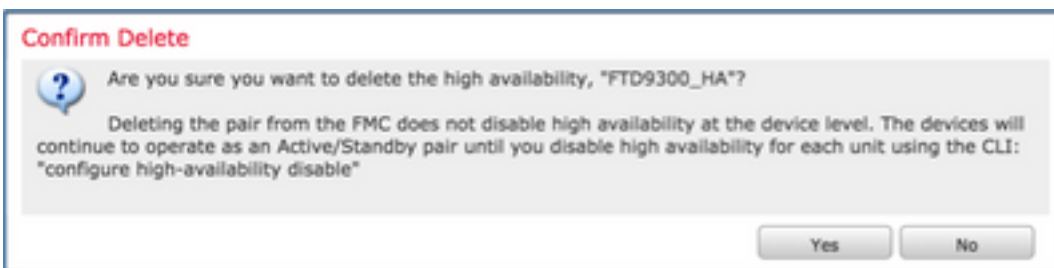 Confirm Delete
Are you sure you want to delete the high availability, "FTD9300_HA"?
Deleting the pair from the FMC does not disable high availability at the device level. The devices will
continue to operate as an Active/Standby pair until you disable high availability for each unit using the CLI:
"configure high-availability disable"
Yes
No